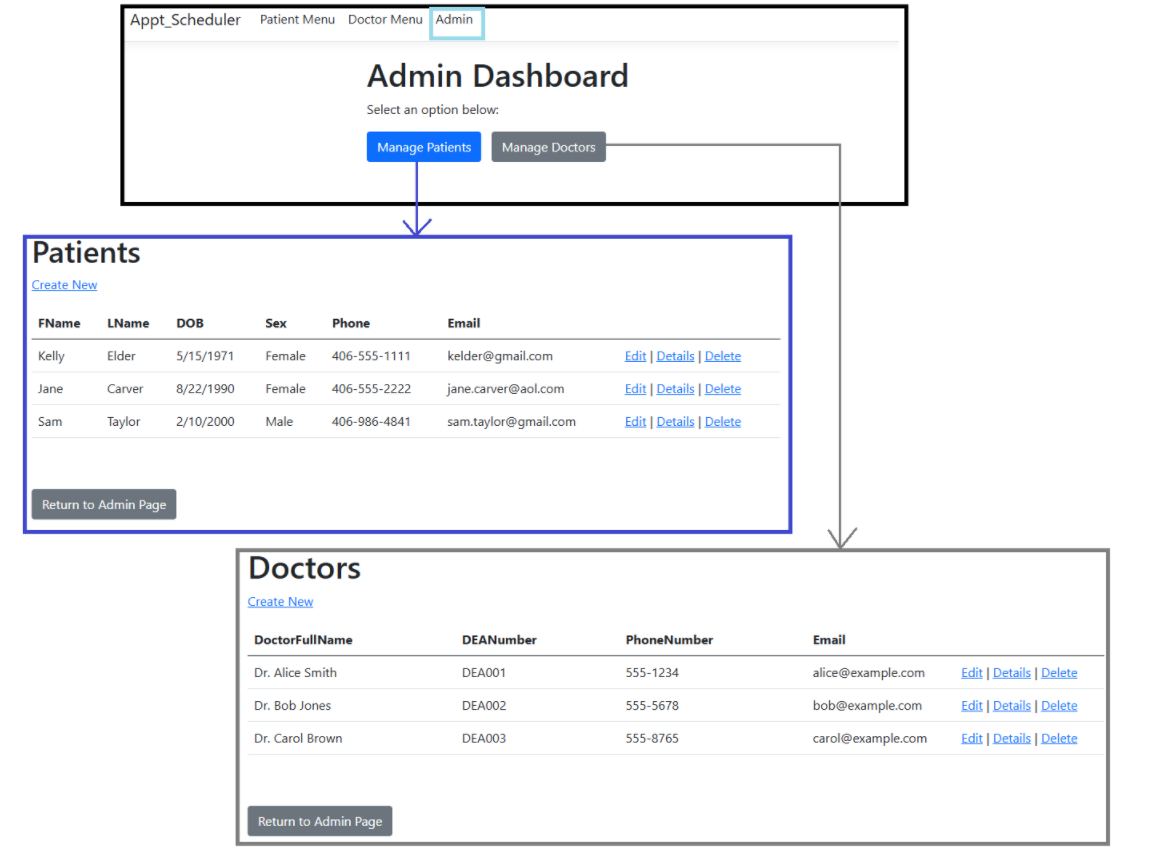 Appt_Scheduler Patient Menu Doctor Menu Admin
Admin Dashboard
Select an option below:
Manage Patients Manage Doctors
Patients
Create New
FName LName DOB Sex Phone Email
Kelly Elder 5/15/1971 Female 406-555-1111 kelder@gmail.com Edit | Details | Delete
Jane Carver 8/22/1990 Female 406-555-2222 jane.carver@aol.com Edit | Details | Delete
Sam Taylor 2/10/2000 Male 406-986-4841 sam.taylor@gmail.com Edit | Details | Delete
Return to Admin Page
Doctors
Create New
DoctorFullName DEANumber PhoneNumber Email
Dr. Alice Smith DEA001 555-1234 alice@example.com Edit | Details | Delete
Dr. Bob Jones DEA002 555-5678 bob@example.com Edit | Details | Delete
Dr. Carol Brown DEA003 555-8765 carol@example.com Edit | Details | Delete
Return to Admin Page